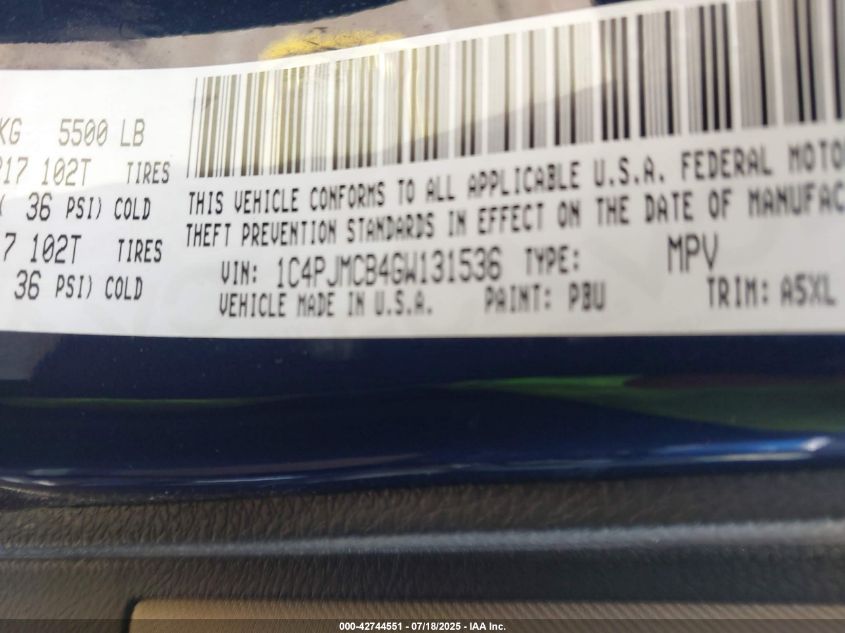 KG 5500 LB
R17 102T TIRES
36 PSI) COLD
7 102T TIRES
36 PSI) COLD
THIS VEHICLE CONFORMS TO ALL APPLICABLE U.S.A. FEDERAL MOTO
THEFT PREVENTION STANDARDS IN EFFECT ON THE DATE OF MANUFAC
VIN: 1C4PJMCB4GW131536 TYPE: MPV
VEHICLE MADE IN U.S.A. PAINT: PBU TRIM: A5XL
000-42744551 - 07/18/2025 - IAA Inc.